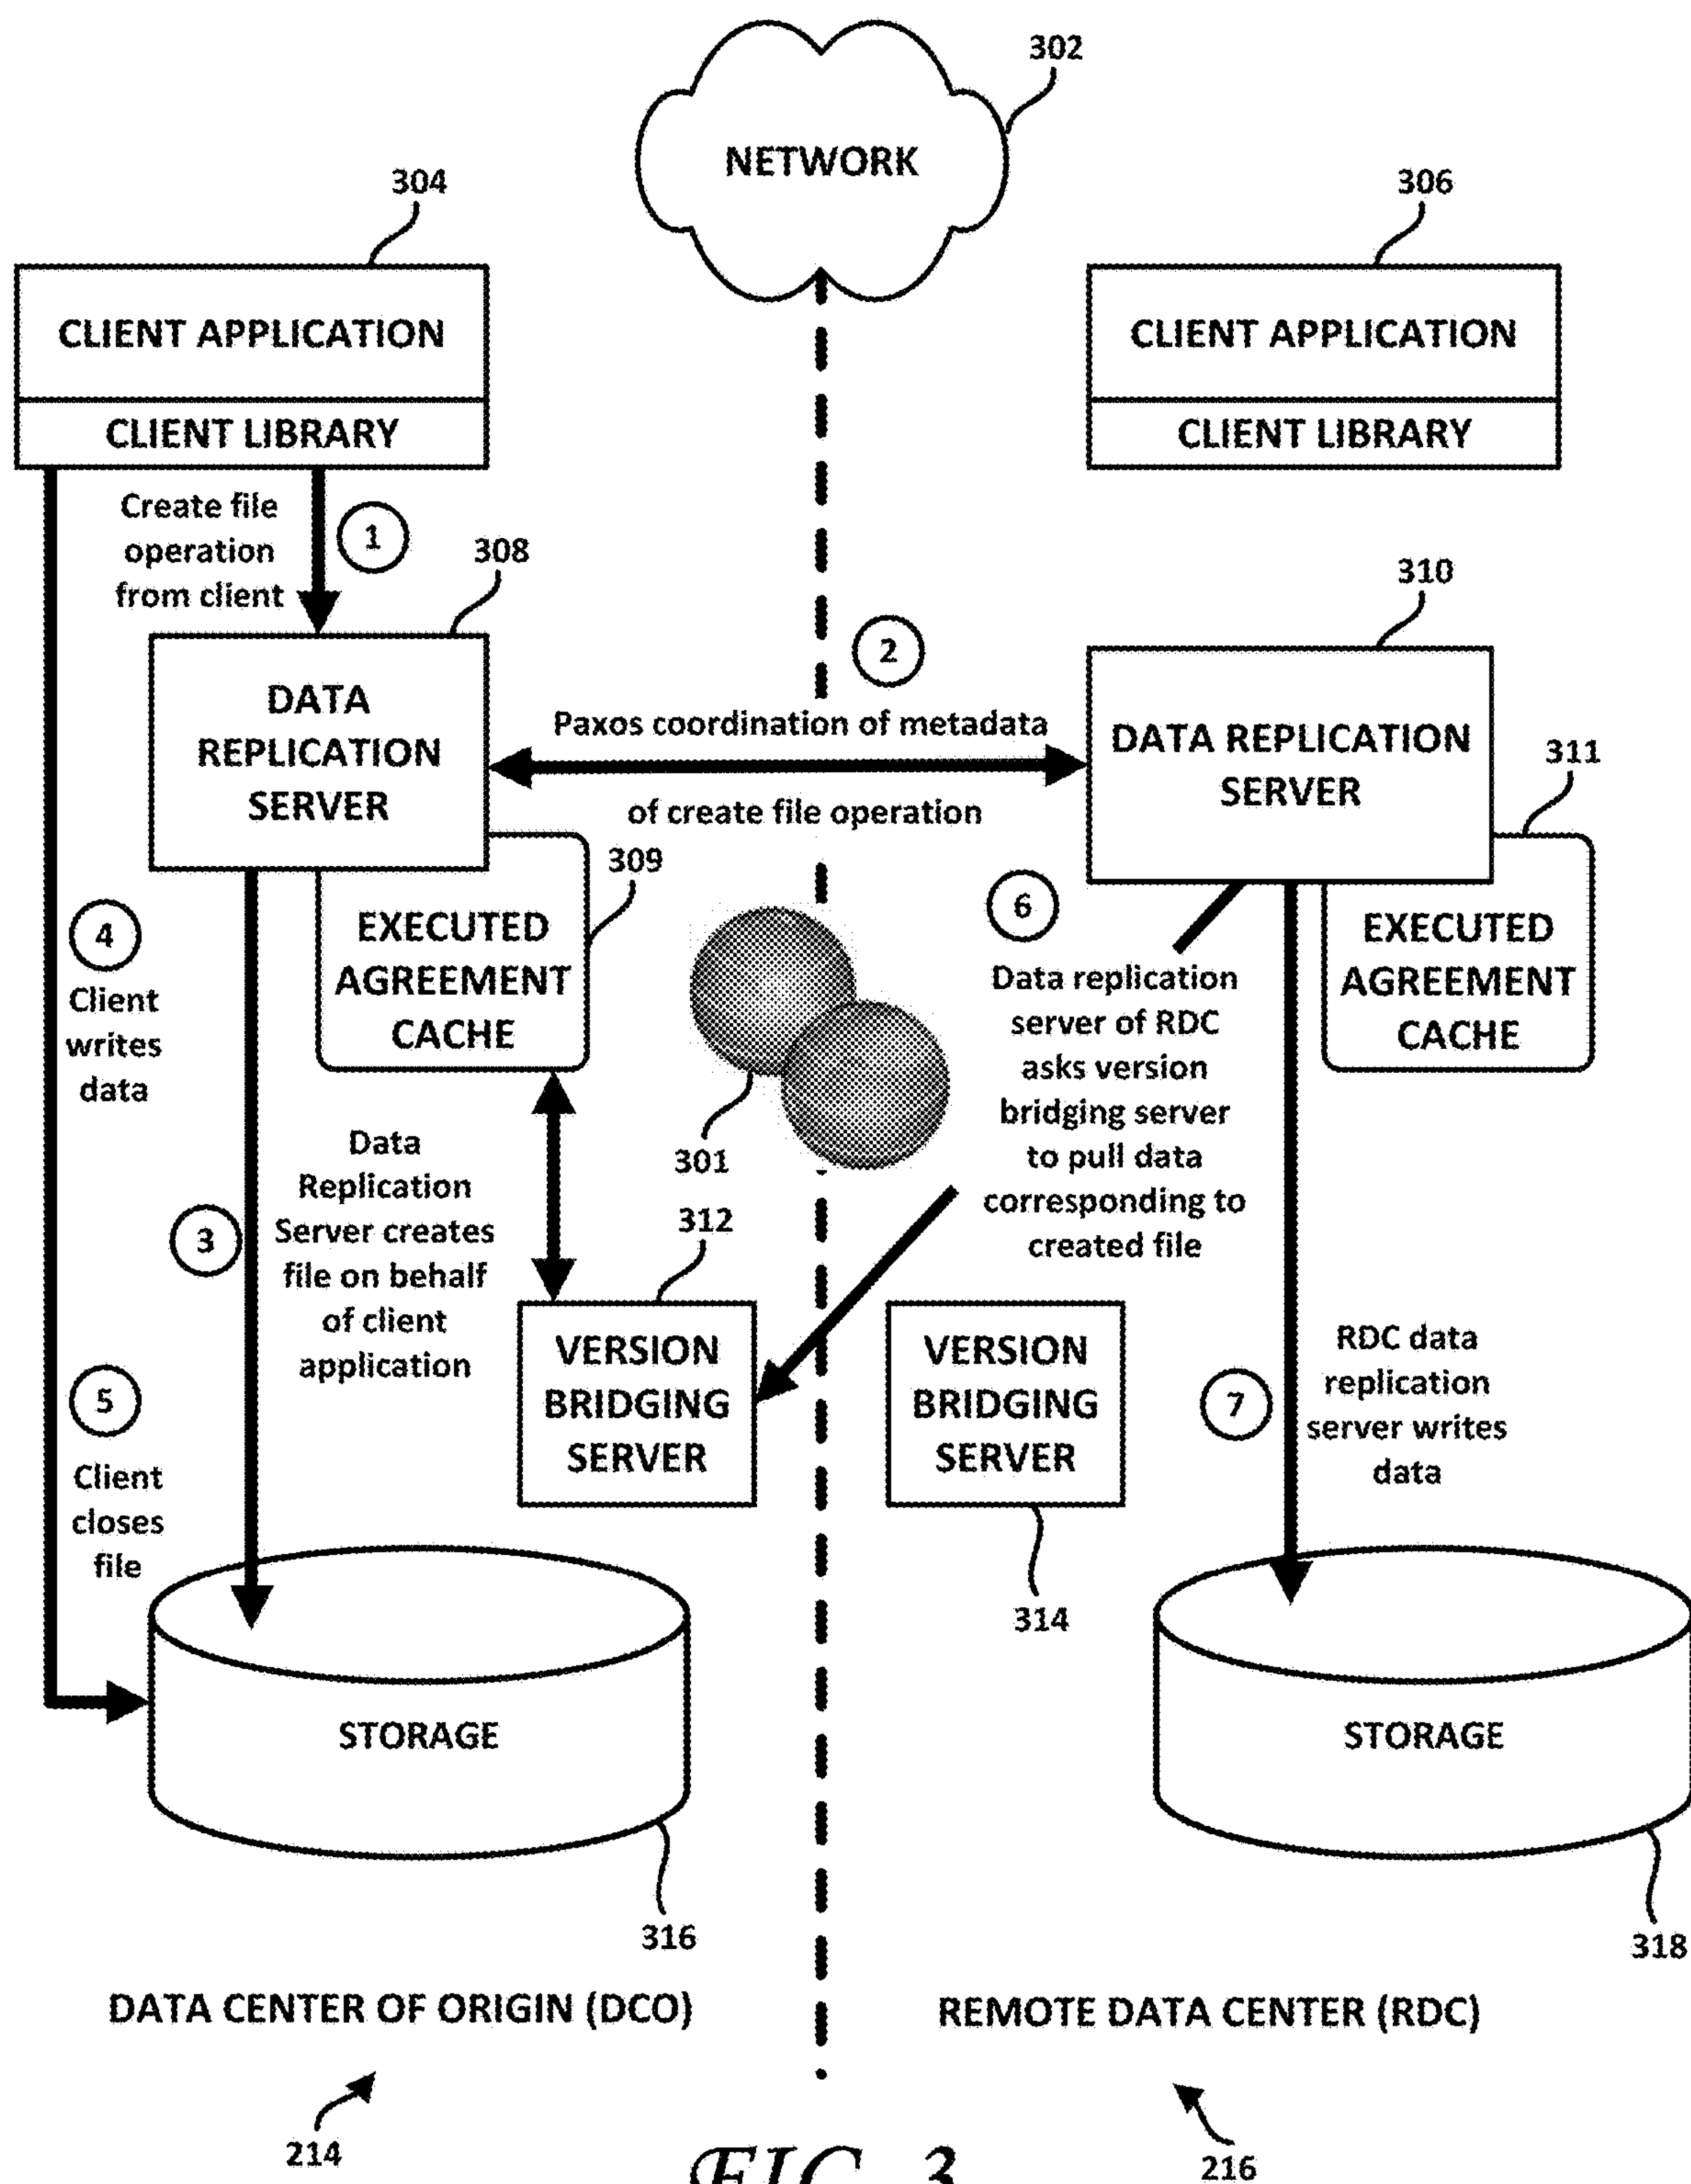 302
NETWORK
304
306
CLIENT APPLICATION
CLIENT LIBRARY
CLIENT APPLICATION
CLIENT LIBRARY
Create file
operation
from client
1
308
310
2
DATA
REPLICATION
SERVER
Paxos coordination of metadata
of create file operation
DATA REPLICATION
SERVER
311
309
EXECUTED
AGREEMENT
CACHE
6
EXECUTED
AGREEMENT
CACHE
4
Client
writes
data
Data replication
server of RDC
asks version
bridging server
to pull data
corresponding to
created file
301
3
Data
Replication
Server creates
file on behalf
of client
application
312
VERSION
BRIDGING
SERVER
VERSION
BRIDGING
SERVER
7
RDC data
replication
server writes
data
5
Client
closes
file
314
STORAGE
STORAGE
316
318
DATA CENTER OF ORIGIN (DCO)
REMOTE DATA CENTER (RDC)
214
216
FIG. 3